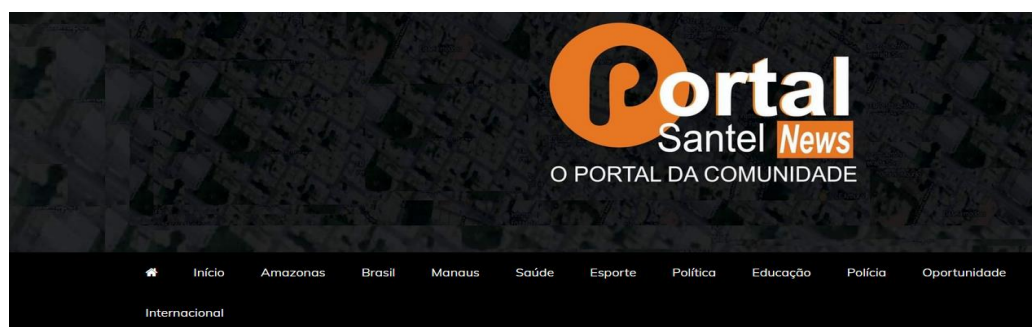 Portal
Santel News
O PORTAL DA COMUNIDADE
Início Amazonas Brasil Manaus Saúde Esporte Política Educação Polícia Oportunidade
Internacional